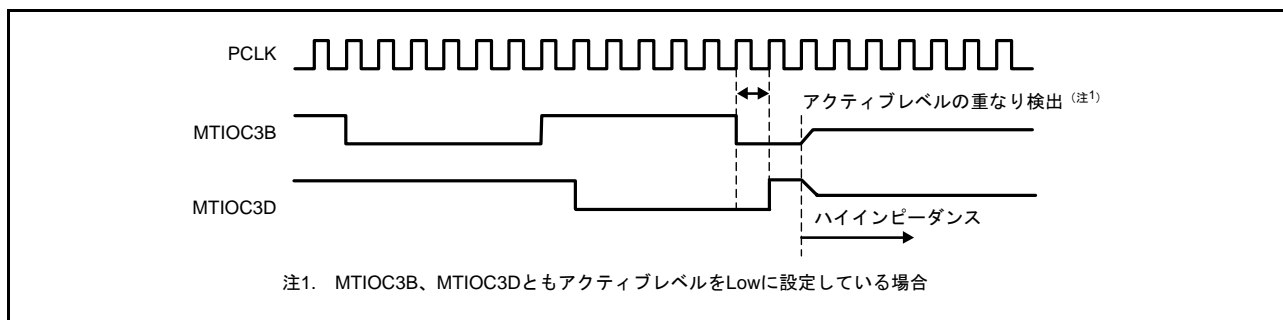 PCLK
アクティブレベルの重なり検出（注1）
MTIOC3B
MTIOC3D
ハイインピーダンス
注1. MTIOC3B、MTIOC3DともアクティブレベルをLowに設定している場合